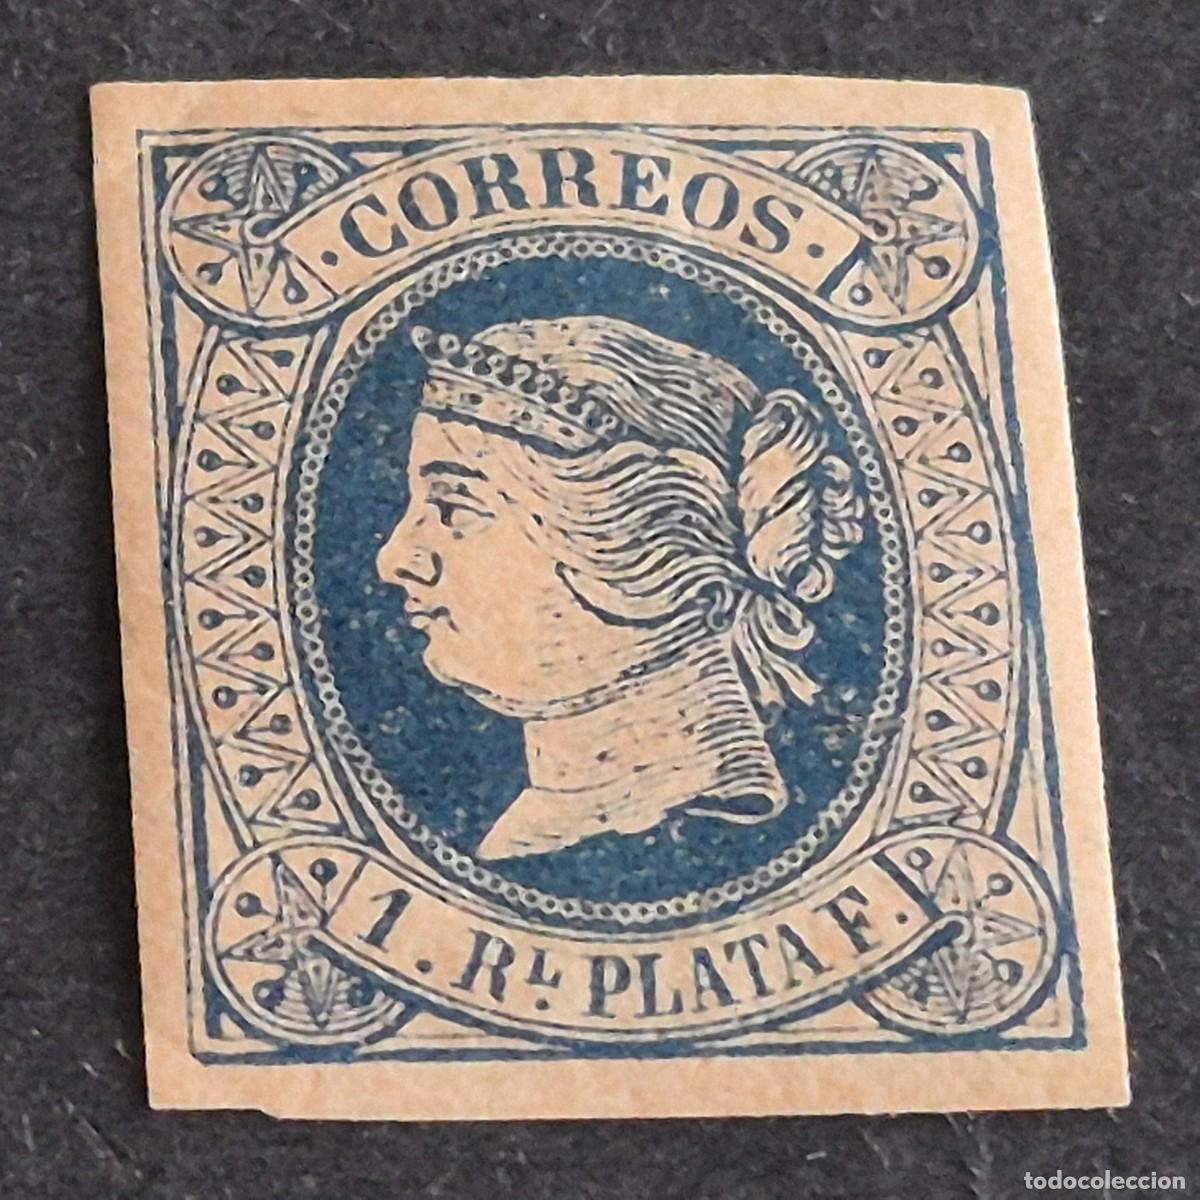 · CORREOS ·
1. RL. PLATA F.
todocoleccion